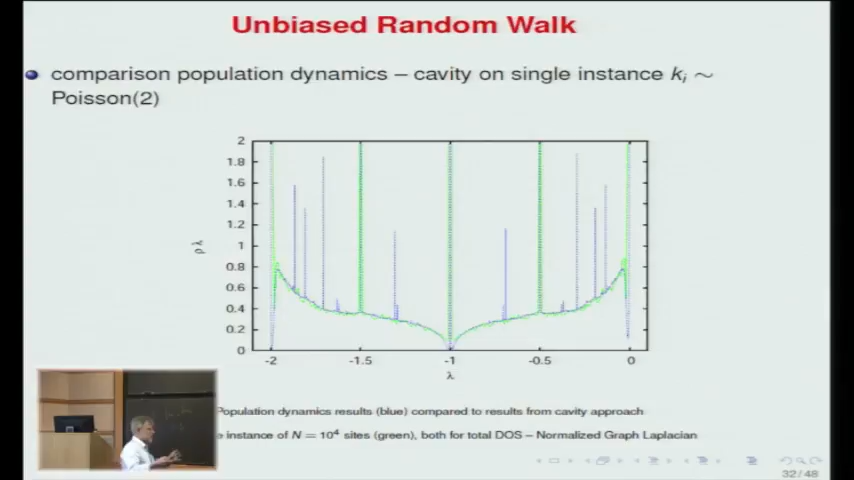 Unbiased Random Walk
comparison population dynamics – cavity on single instance kᵢ ∼
Poisson(2)
2
1.8
1.6
1.4
1.2
1
0.8
0.6
0.4
0.2
0
ρ λ
-2 -1.5 -1 -0.5 0
λ
Population dynamics results (blue) compared to results from cavity approach
instance of N = 10⁴ sites (green), both for total DOS – Normalized Graph Laplacian
32/48